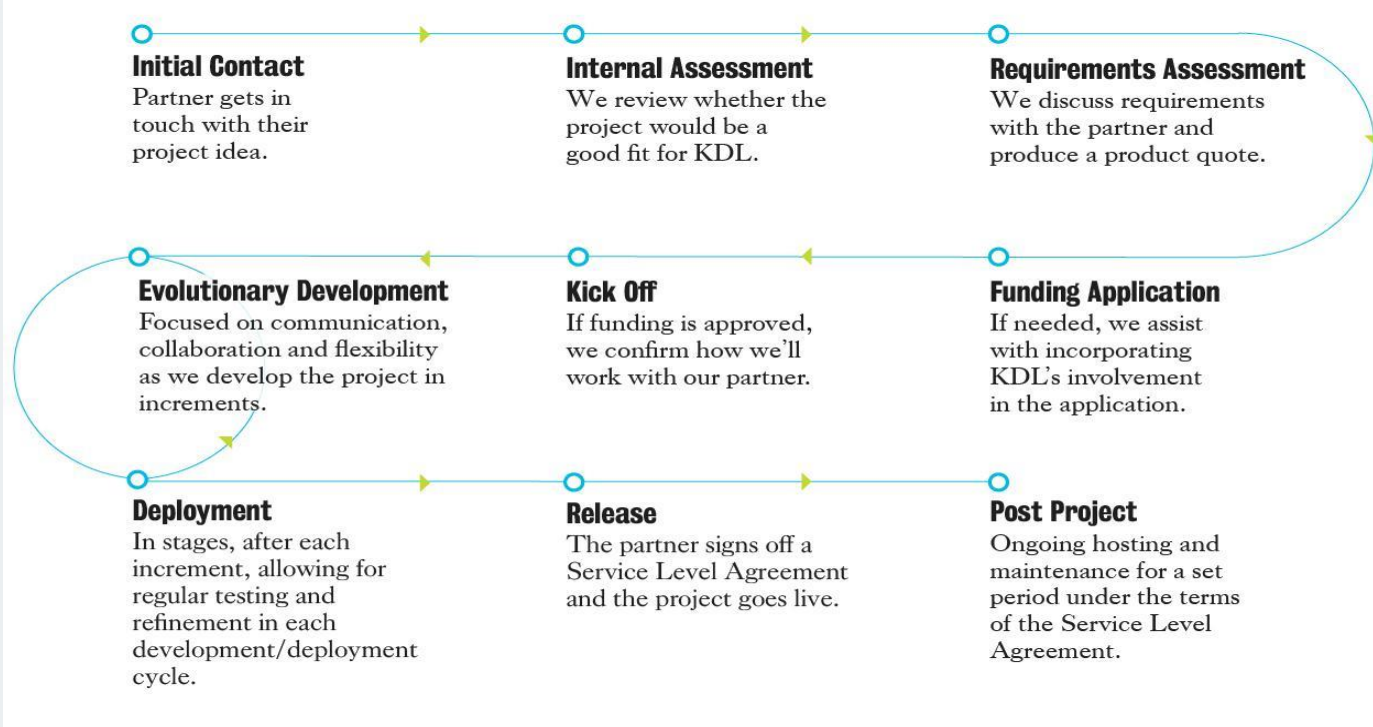 Initial Contact
Partner gets in
touch with their
project idea.
Internal Assessment
We review whether the
project would be a
good fit for KDL.
Requirements Assessment
We discuss requirements
with the partner and
produce a product quote.
Evolutionary Development
Focused on communication,
collaboration and flexibility
as we develop the project in
increments.
Kick Off
If funding is approved,
we confirm how we'll
work with our partner.
Funding Application
If needed, we assist
with incorporating
KDL's involvement
in the application.
Deployment
In stages, after each
increment, allowing for
regular testing and
refinement in each
development/deployment
cycle.
Release
The partner signs off a
Service Level Agreement
and the project goes live.
Post Project
Ongoing hosting and
maintenance for a set
period under the terms
of the Service Level
Agreement.